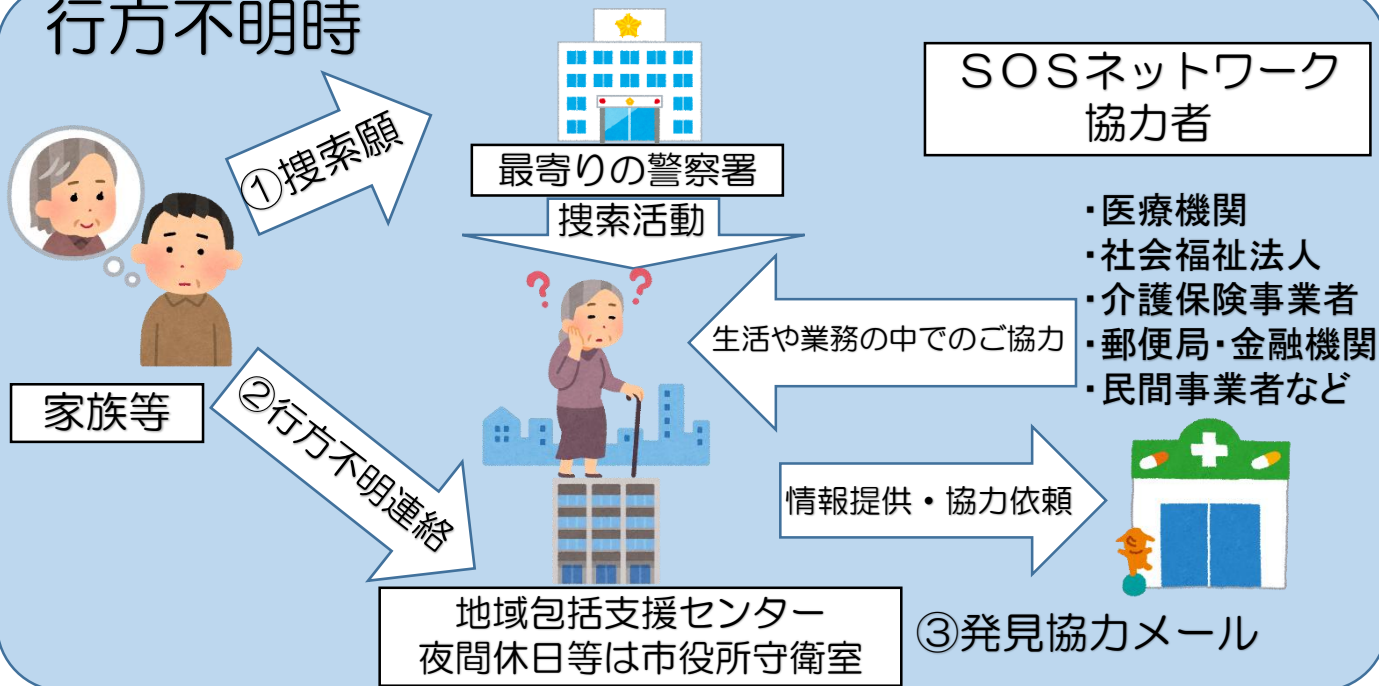 行方不明時
①捜索願
最寄りの警察署
捜索活動
家族等
②行方不明連絡
地域包括支援センター
夜間休日等は市役所守衛室
SOSネットワーク
協力者
・医療機関
・社会福祉法人
・介護保険事業者
・郵便局・金融機関
・民間事業者など
生活や業務の中でのご協力
情報提供・協力依頼
③発見協力メール